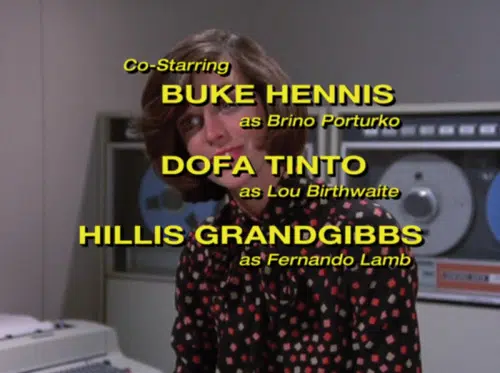 Co-Starring
BUKE HENNIS
as Brino Porturko
DOFA TINTO
as Lou Birthwaite
HILLIS GRANDGIBBS
as Fernando Lamb